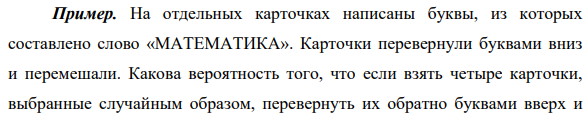 Пример. На отдельных карточках написаны буквы, из которых
составлено слово «МАТЕМАТИКА». Карточки перевернули буквами вниз
и перемешали. Какова вероятность того, что если взять четыре карточки,
выбранные случайным образом, перевернуть их обратно буквами вверх и